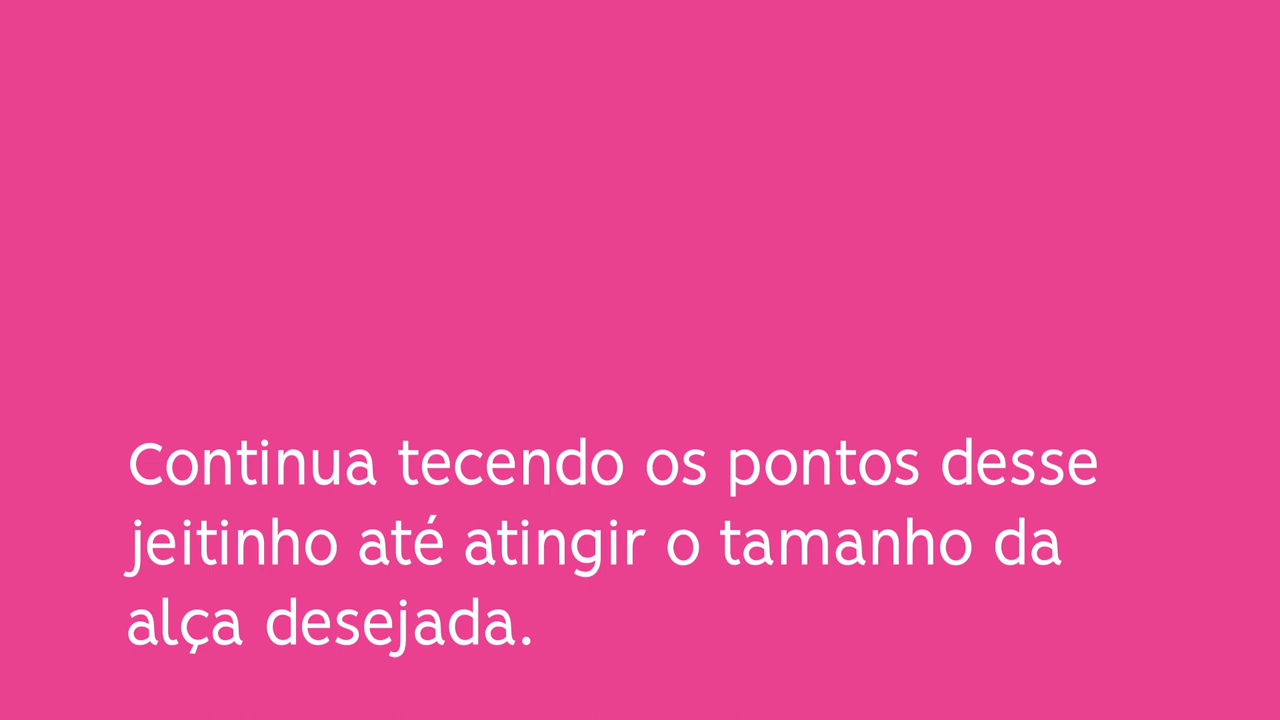 Continua tecendo os pontos desse
jeitinho até atingir o tamanho da
alça desejada.